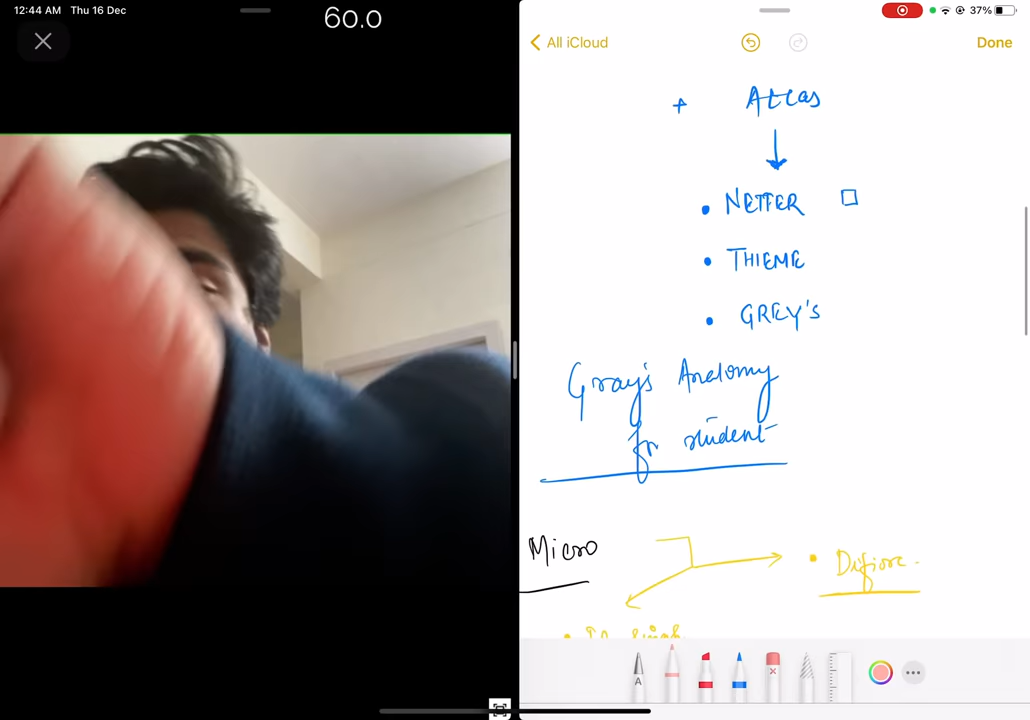 12:44 AM Thu 16 Dec
60.0
37%
All iCloud
Done
+ Atlas
• NETTER
• THIEME
• GREY'S
Gray's Anatomy
for student
Micro
• Difiore.
A